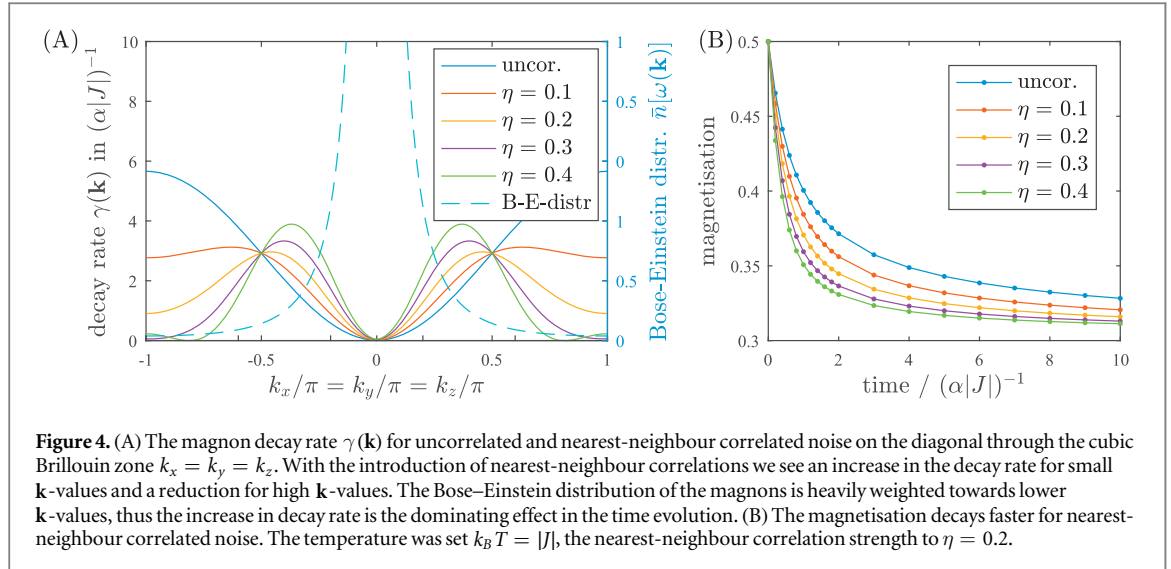 (A)
10
8
6
4
2
0
decay rate γ(k) in (α|J|)⁻¹
-1
-0.5
0
0.5
1
k_x/π = k_y/π = k_z/π
uncor.
η = 0.1
η = 0.2
η = 0.3
η = 0.4
B-E-distr
1
0.5
0
1
0.5
0
Bose-Einstein distr. n̄[ω(k)]
(B)
0.5
0.45
0.4
0.35
0.3
magnetisation
0
2
4
6
8
10
time / (α|J|)⁻¹
uncor.
η = 0.1
η = 0.2
η = 0.3
η = 0.4
Figure 4. (A) The magnon decay rate γ(k) for uncorrelated and nearest-neighbour correlated noise on the diagonal through the cubic
Brillouin zone k_x = k_y = k_z. With the introduction of nearest-neighbour correlations we see an increase in the decay rate for small
k-values and a reduction for high k-values. The Bose–Einstein distribution of the magnons is heavily weighted towards lower
k-values, thus the increase in decay rate is the dominating effect in the time evolution. (B) The magnetisation decays faster for nearest-
neighbour correlated noise. The temperature was set k_B T = |J|, the nearest-neighbour correlation strength to η = 0.2.